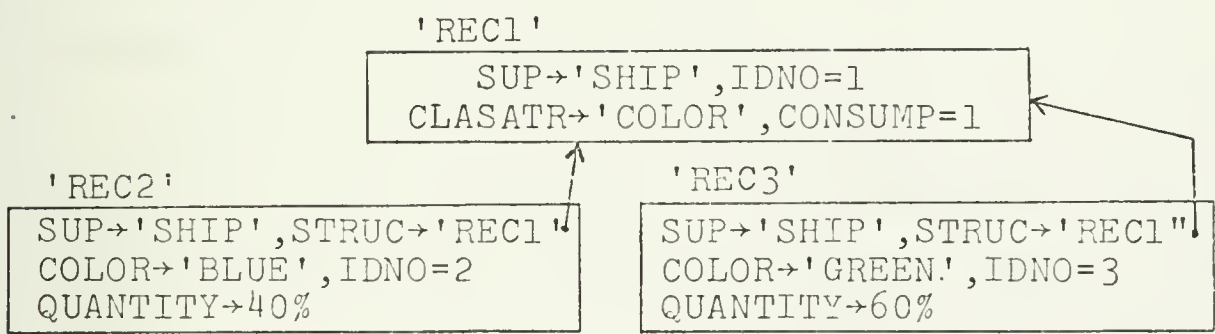 'REC1'
SUP→'SHIP',IDNO=1
CLASATR→'COLOR',CONSUMP=1
'REC2'
SUP→'SHIP',STRUC→'REC1'
COLOR→'BLUE',IDNO=2
QUANTITY→40%
'REC3'
SUP→'SHIP',STRUC→'REC1"
COLOR→'GREEN.',IDNO=3
QUANTITY→60%